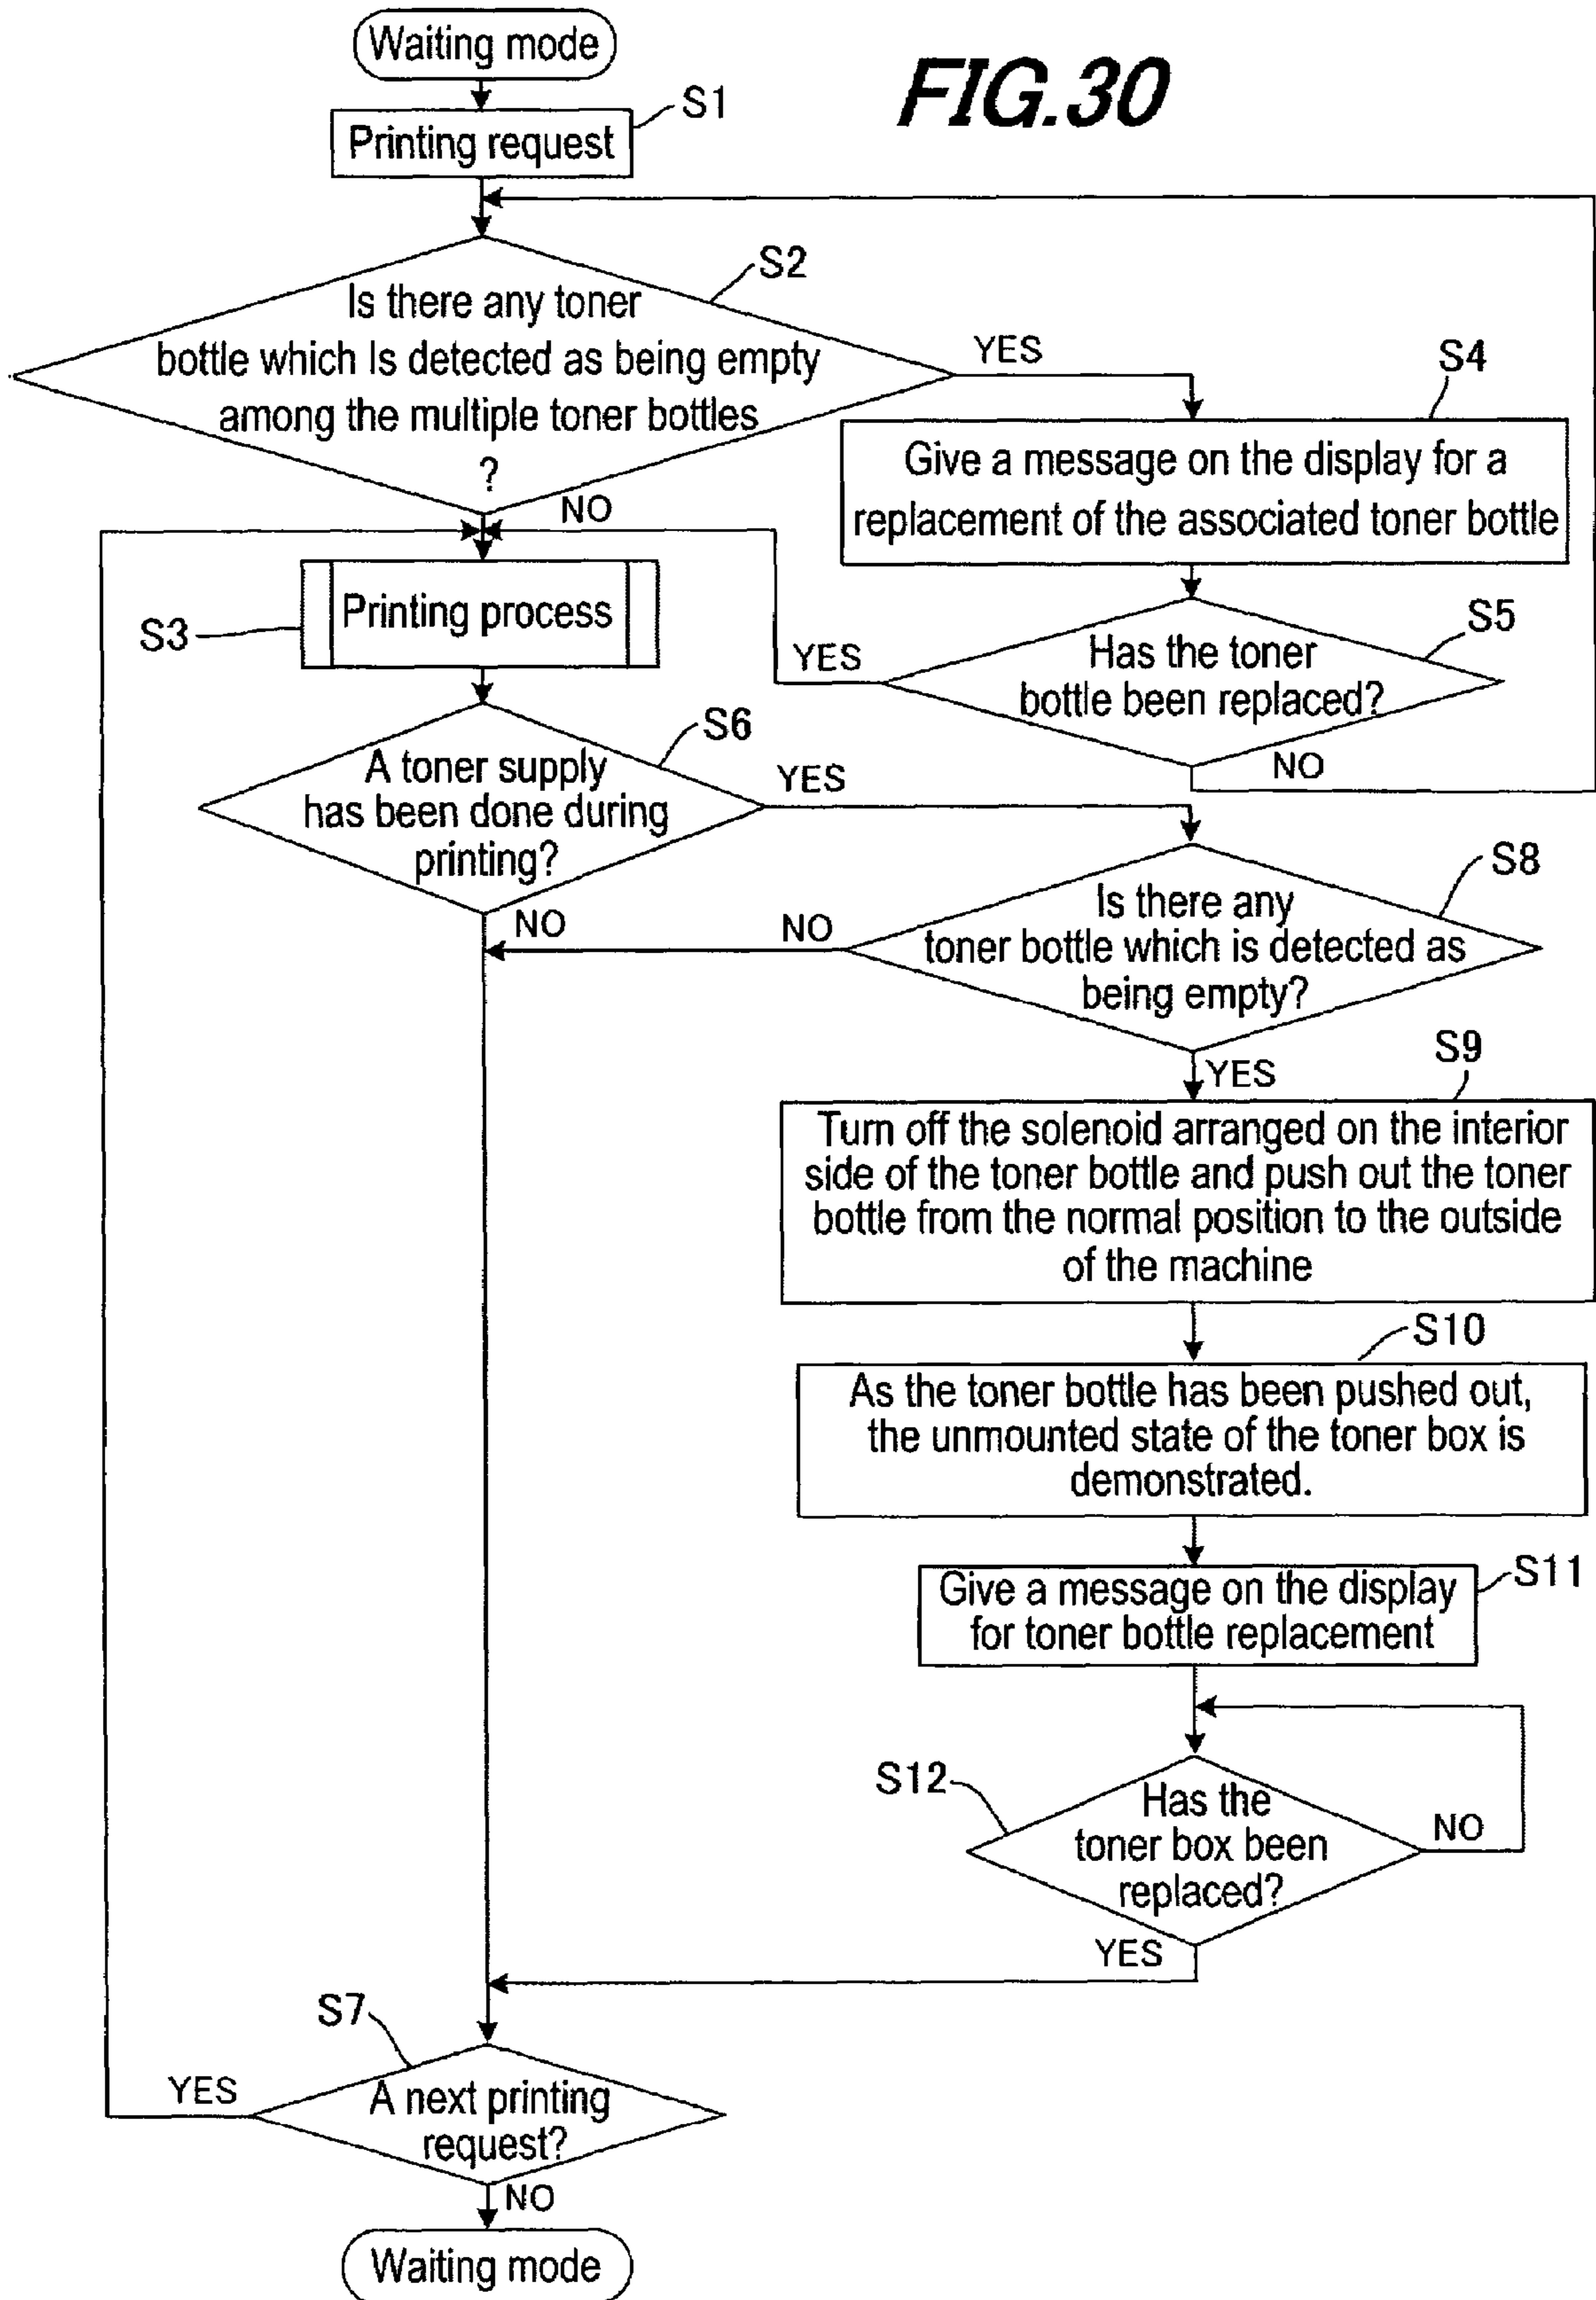 Waiting mode
FIG.30
S1
Printing request
S2
Is there any toner
bottle which Is detected as being empty
among the multiple toner bottles
?
YES
NO
S4
Give a message on the display for a
replacement of the associated toner bottle
S3
Printing process
S5
Has the toner
bottle been replaced?
YES
NO
S6
A toner supply
has been done during
printing?
YES
NO
S8
Is there any
toner bottle which is detected as
being empty?
NO
YES
S9
Turn off the solenoid arranged on the interior
side of the toner bottle and push out the toner
bottle from the normal position to the outside
of the machine
S10
As the toner bottle has been pushed out,
the unmounted state of the toner box is
demonstrated.
S11
Give a message on the display
for toner bottle replacement
S12
Has the
toner box been
replaced?
NO
YES
S7
A next printing
request?
YES
NO
Waiting mode